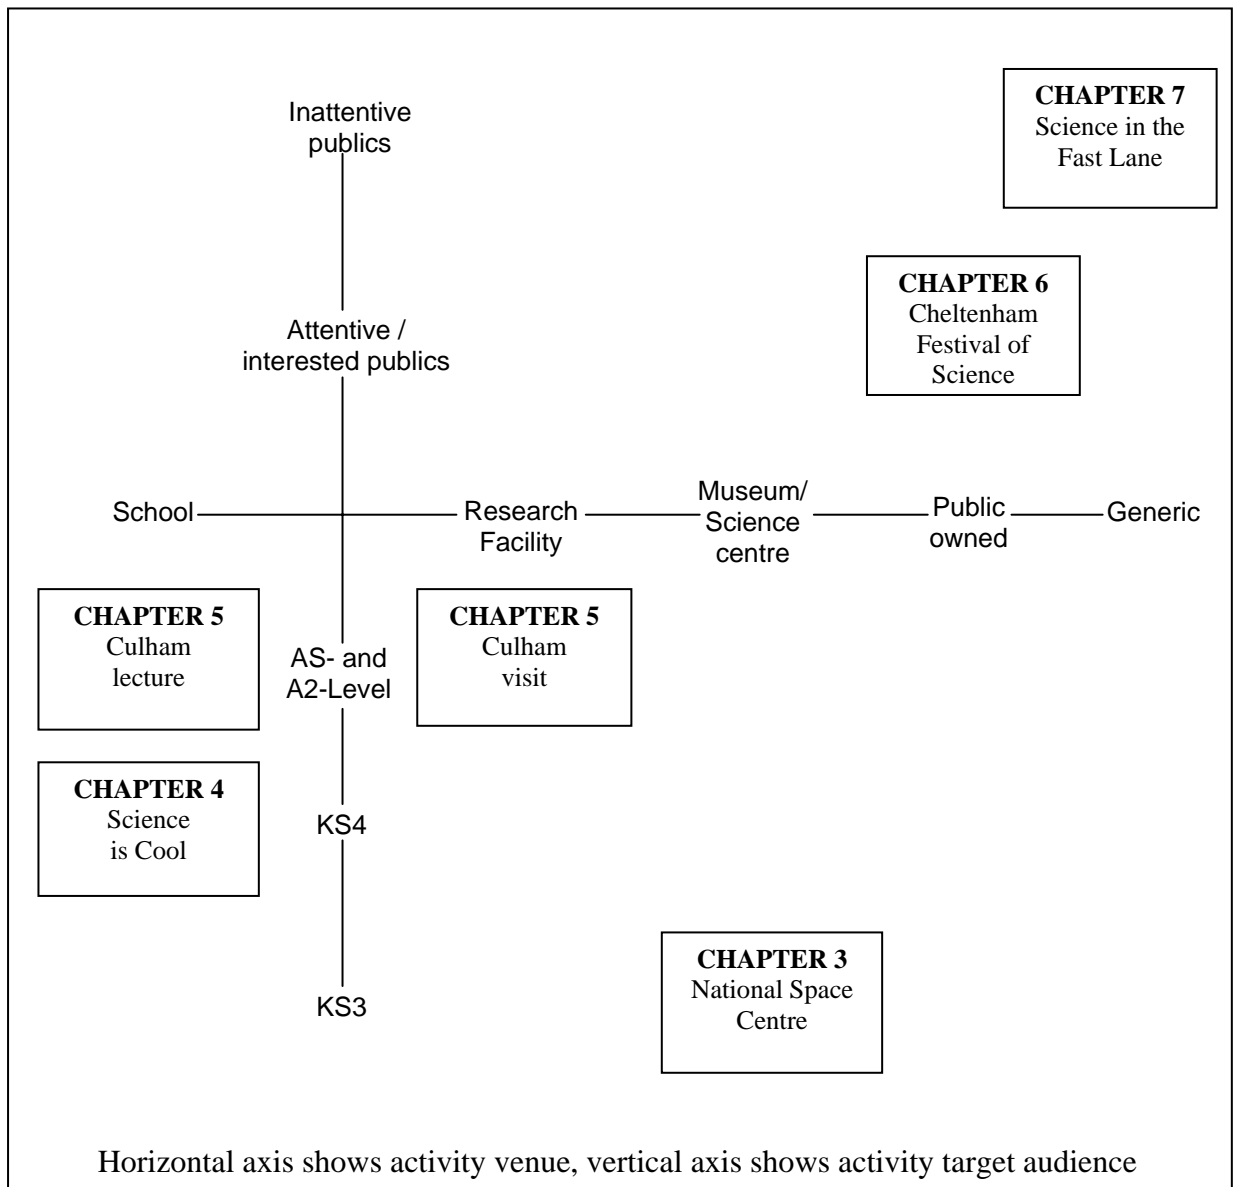 CHAPTER 7
Science in the
Fast Lane
Inattentive
publics
CHAPTER 6
Cheltenham
Festival of
Science
Attentive /
interested publics
School
Research
Facility
Museum/
Science
centre
Public
owned
Generic
CHAPTER 5
Culham
lecture
AS- and
A2-Level
CHAPTER 5
Culham
visit
CHAPTER 4
Science
is Cool
KS4
CHAPTER 3
National Space
Centre
KS3
Horizontal axis shows activity venue, vertical axis shows activity target audience